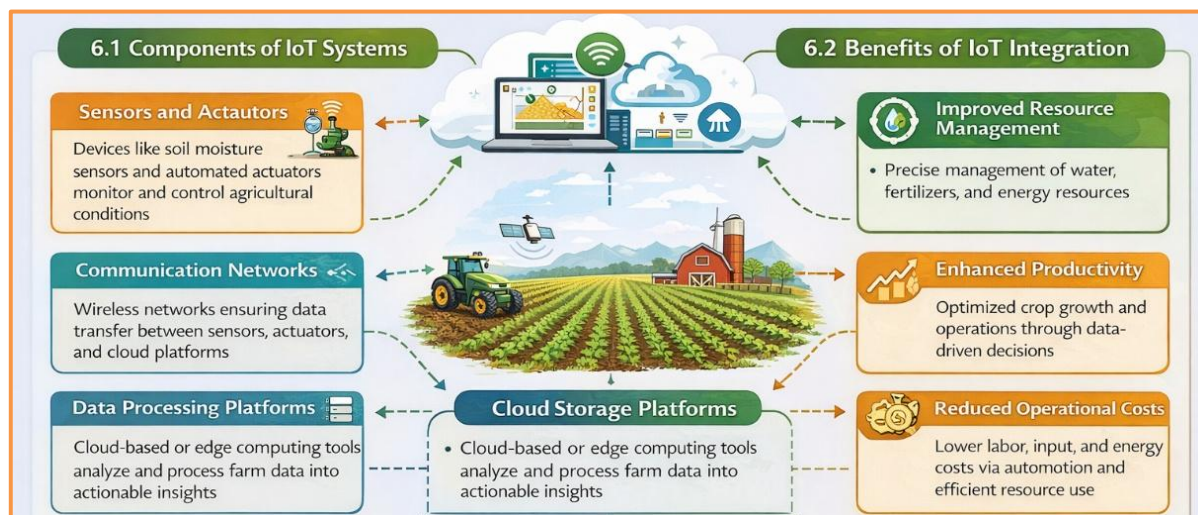 6.1 Components of IoT Systems
6.2 Benefits of IoT Integration
Sensors and Actautors
Devices like soil moisture
sensors and automated actuators
monitor and control agricultural
conditions
Improved Resource
Management
• Precise management of water,
fertilizers, and energy resources
Communication Networks
Wireless networks ensuring data
transfer between sensors, actuators,
and cloud platforms
Enhanced Productivity
Optimized crop growth and
operations through data-
driven decisions
Data Processing Platforms
Cloud-based or edge computing tools
analyze and process farm data into
actionable insights
Cloud Storage Platforms
• Cloud-based or edge computing tools
analyze and process farm data into
actionable insights
Reduced Operational Costs
Lower labor, input, and energy
costs via automtion and
efficient resource use